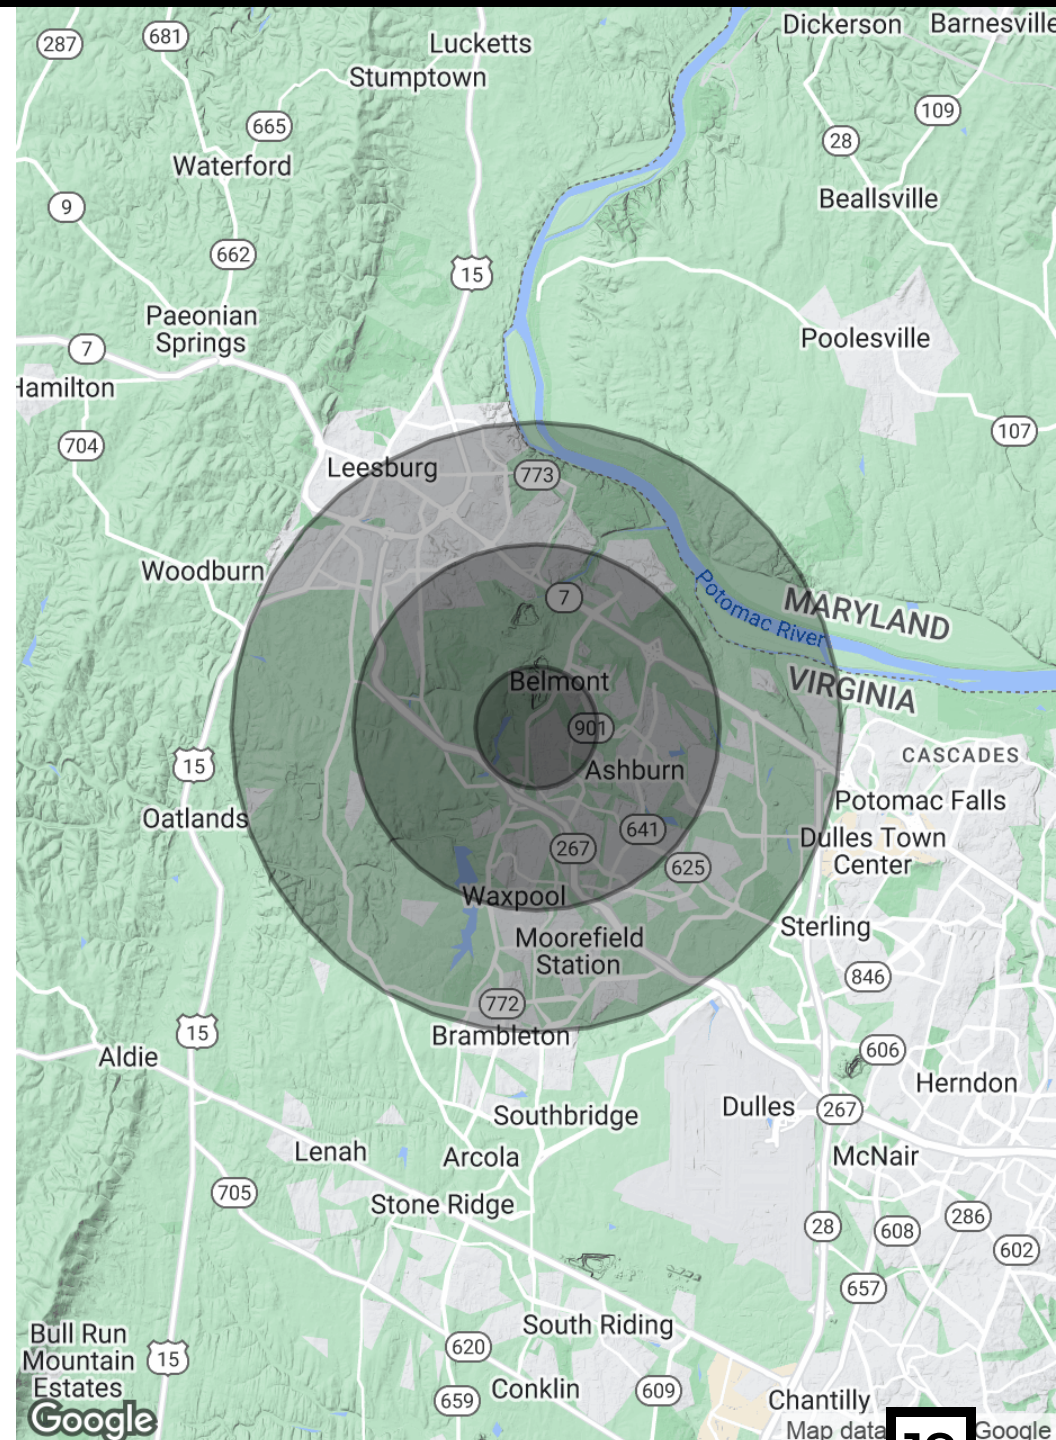 Dickerson
Barnesville
287
681
Lucketts
Stumptown
109
665
28
Waterford
Beallsville
9
662
15
Paeonian
Springs
Poolesville
7
Hamilton
107
704
Leesburg
773
Woodburn
7
Potomac River
MARYLAND
Belmont
VIRGINIA
901
CASCADES
15
Ashburn
Potomac Falls
Oatlands
641
Dulles Town
Center
267
625
Waxpool
Sterling
Moorefield
Station
846
772
15
Brambleton
606
Aldie
Herndon
Southbridge
Dulles
267
Lenah
Arcola
McNair
705
Stone Ridge
286
28
608
602
657
South Riding
Bull Run
Mountain
Estates
15
620
Conklin
609
659
Chantilly
Google
Map data
Google